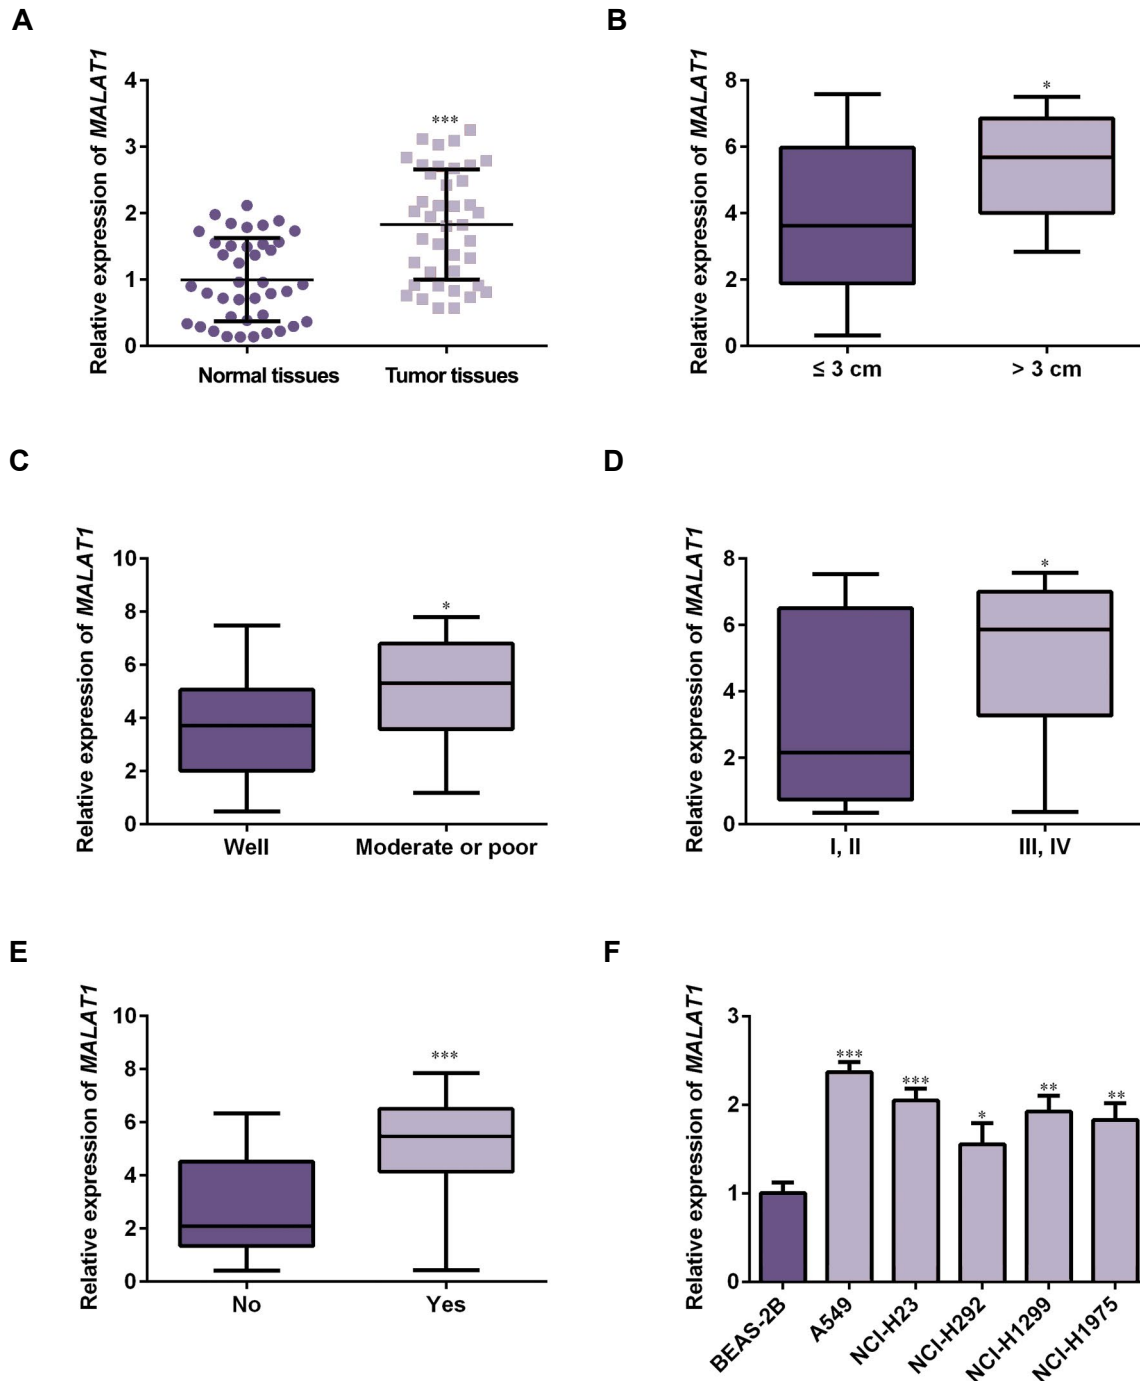 A
Relative expression of MALAT1
4
3
2
1
0
***
Normal tissues
Tumor tissues
B
Relative expression of MALAT1
8
6
4
2
0
*
≤ 3 cm
> 3 cm
C
Relative expression of MALAT1
10
8
6
4
2
0
*
Well
Moderate or poor
D
Relative expression of MALAT1
8
6
4
2
0
*
I, II
III, IV
E
Relative expression of MALAT1
10
8
6
4
2
0
***
No
Yes
F
Relative expression of MALAT1
3
2
1
0
***
***
*
**
**
BEAS-2B
A549
NCI-H23
NCI-H292
NCI-H1299
NCI-H1975